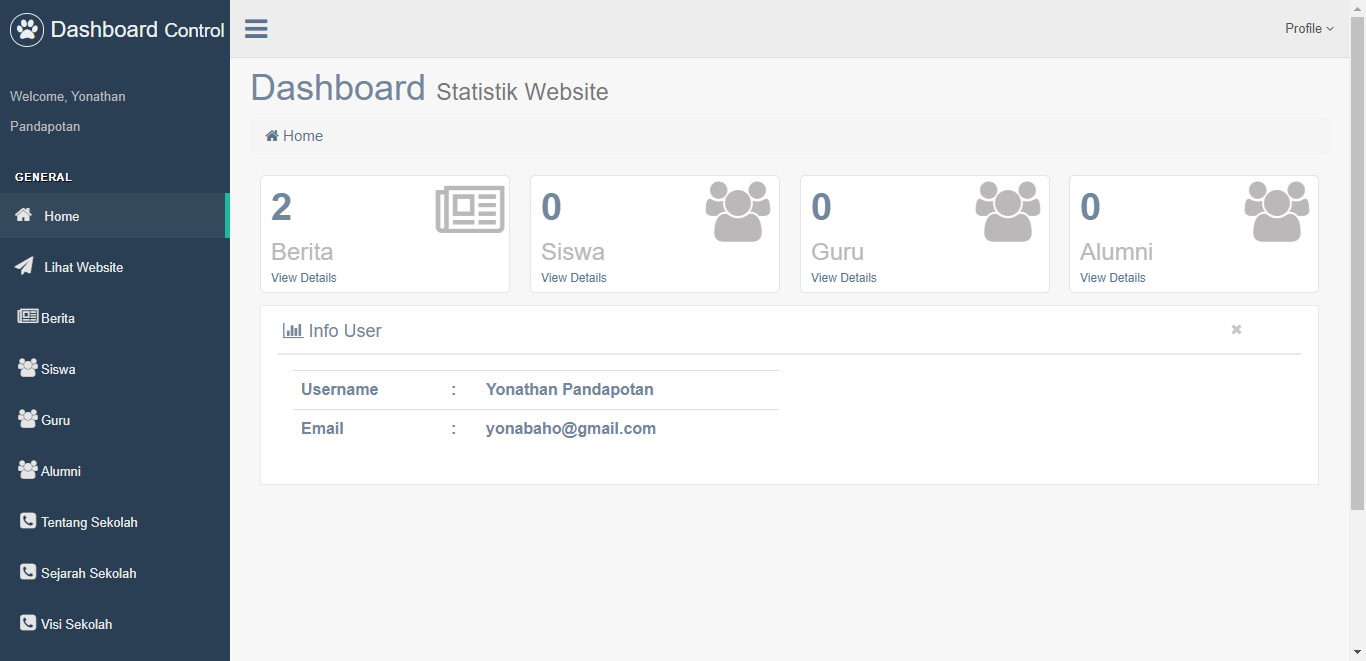 Dashboard Control
Welcome, Yonathan
Pandapotan
GENERAL
Home
Lihat Website
Berita
Siswa
Guru
Alumni
Tentang Sekolah
Sejarah Sekolah
Visi Sekolah
Profile
Dashboard Statistik Website
Home
2
Berita
View Details
0
Siswa
View Details
0
Guru
View Details
0
Alumni
View Details
Info User
Username : Yonathan Pandapotan
Email : yonabaho@gmail.com